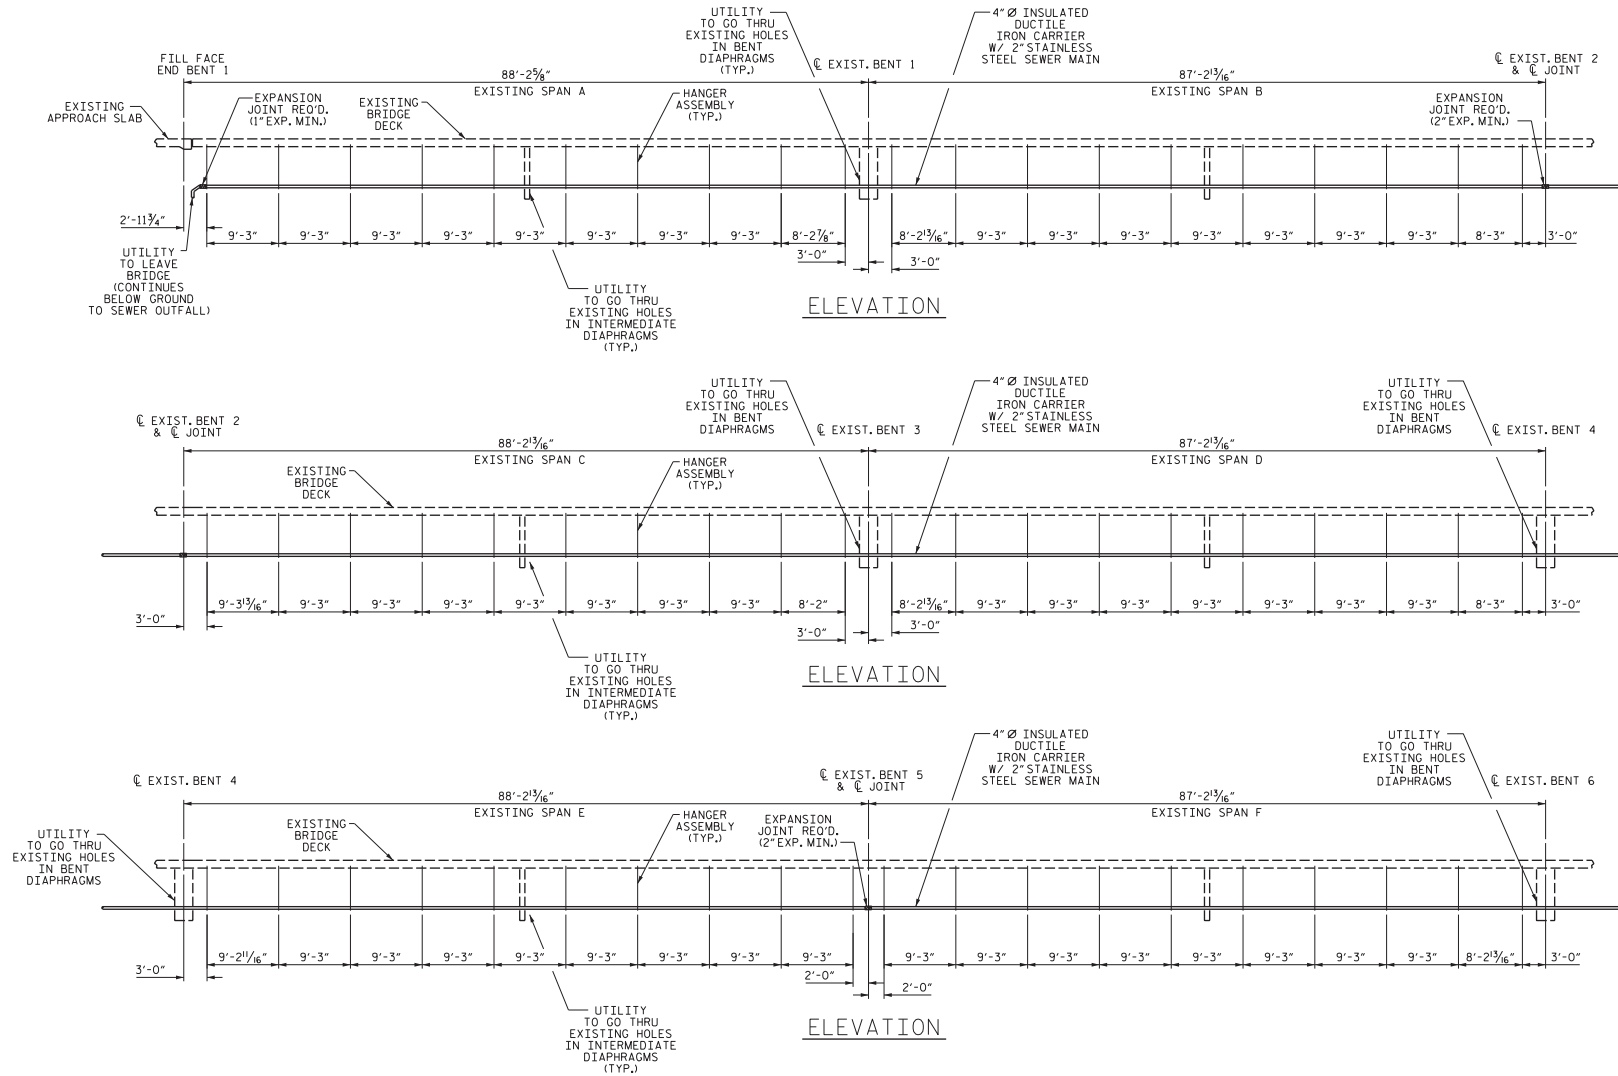 UTILITY
TO GO THRU
EXISTING HOLES
IN BENT
DIAPHRAGMS
(TYP.)
4" Ø INSULATED
DUCTILE
IRON CARRIER
W/ 2" STAINLESS
STEEL SEWER MAIN
FILL FACE
END BENT 1
88'-2⅝"
EXISTING SPAN A
℄ EXIST. BENT 1
87'-2¹³⁄₁₆"
EXISTING SPAN B
℄ EXIST. BENT 2
& ℄ JOINT
EXISTING
APPROACH SLAB
EXPANSION
JOINT REQ'D.
(1" EXP. MIN.)
EXISTING
BRIDGE
DECK
HANGER
ASSEMBLY
(TYP.)
EXPANSION
JOINT REQ'D.
(2" EXP. MIN.)
2'-11¾"
9'-3" 9'-3" 9'-3" 9'-3" 9'-3" 9'-3" 9'-3" 9'-3" 8'-2⅞" 8'-2¹³⁄₁₆" 9'-3" 9'-3" 9'-3" 9'-3" 9'-3" 9'-3" 9'-3" 8'-3" 3'-0"
3'-0" 3'-0"
UTILITY
TO LEAVE
BRIDGE
(CONTINUES
BELOW GROUND
TO SEWER OUTFALL)
UTILITY
TO GO THRU
EXISTING HOLES
IN INTERMEDIATE
DIAPHRAGMS
(TYP.)
ELEVATION
UTILITY
TO GO THRU
EXISTING HOLES
IN BENT
DIAPHRAGMS
4" Ø INSULATED
DUCTILE
IRON CARRIER
W/ 2" STAINLESS
STEEL SEWER MAIN
UTILITY
TO GO THRU
EXISTING HOLES
IN BENT
DIAPHRAGMS
℄ EXIST. BENT 2
& ℄ JOINT
88'-2¹³⁄₁₆"
EXISTING SPAN C
℄ EXIST. BENT 3
87'-2¹³⁄₁₆"
EXISTING SPAN D
℄ EXIST. BENT 4
EXISTING
BRIDGE
DECK
HANGER
ASSEMBLY
(TYP.)
3'-0"
9'-3¹³⁄₁₆" 9'-3" 9'-3" 9'-3" 9'-3" 9'-3" 9'-3" 9'-3" 8'-2" 8'-2¹³⁄₁₆" 9'-3" 9'-3" 9'-3" 9'-3" 9'-3" 9'-3" 9'-3" 8'-3" 3'-0"
3'-0" 3'-0"
UTILITY
TO GO THRU
EXISTING HOLES
IN INTERMEDIATE
DIAPHRAGMS
(TYP.)
ELEVATION
4" Ø INSULATED
DUCTILE
IRON CARRIER
W/ 2" STAINLESS
STEEL SEWER MAIN
UTILITY
TO GO THRU
EXISTING HOLES
IN BENT
DIAPHRAGMS
℄ EXIST. BENT 4
88'-2¹³⁄₁₆"
EXISTING SPAN E
℄ EXIST. BENT 5
& ℄ JOINT
87'-2¹³⁄₁₆"
EXISTING SPAN F
℄ EXIST. BENT 6
UTILITY
TO GO THRU
EXISTING HOLES
IN BENT
DIAPHRAGMS
EXISTING
BRIDGE
DECK
HANGER
ASSEMBLY
(TYP.)
EXPANSION
JOINT REQ'D.
(2" EXP. MIN.)
3'-0"
9'-2¹¹⁄₁₆" 9'-3" 9'-3" 9'-3" 9'-3" 9'-3" 9'-3" 9'-3" 9'-3" 9'-3" 9'-3" 9'-3" 9'-3" 9'-3" 9'-3" 9'-3" 9'-3" 8'-2¹³⁄₁₆" 3'-0"
2'-0" 2'-0"
UTILITY
TO GO THRU
EXISTING HOLES
IN INTERMEDIATE
DIAPHRAGMS
(TYP.)
ELEVATION